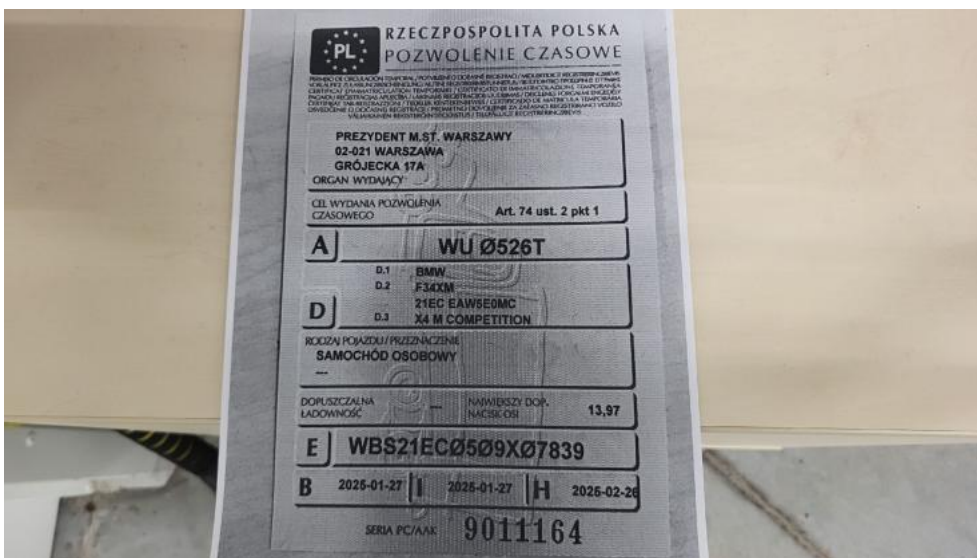 PL
RZECZPOSPOLITA POLSKA
POZWOLENIE CZASOWE
PREZYDENT M.ST. WARSZAWY
02-021 WARSZAWA
GRÓJECKA 17A
ORGAN WYDAJĄCY
CEL WYDANIA POZWOLENIA
CZASOWEGO
Art. 74 ust. 2 pkt 1
A WU Ø526T
D.1 BMW
D.2 F34XM
21EC EAW5E0MC
D
D.3 X4 M COMPETITION
RODZAJ POJAZDU / PRZEZNACZENIE
SAMOCHÓD OSOBOWY
---
DOPUSZCZALNA
ŁADOWNOŚĆ
---
NAJWIĘKSZY DOP.
NACISK OSI
13,97
E WBS21ECØ5Ø9XØ7839
B 2025-01-27 I 2025-01-27 H 2025-02-26
SERIA PC/AAK 9011164